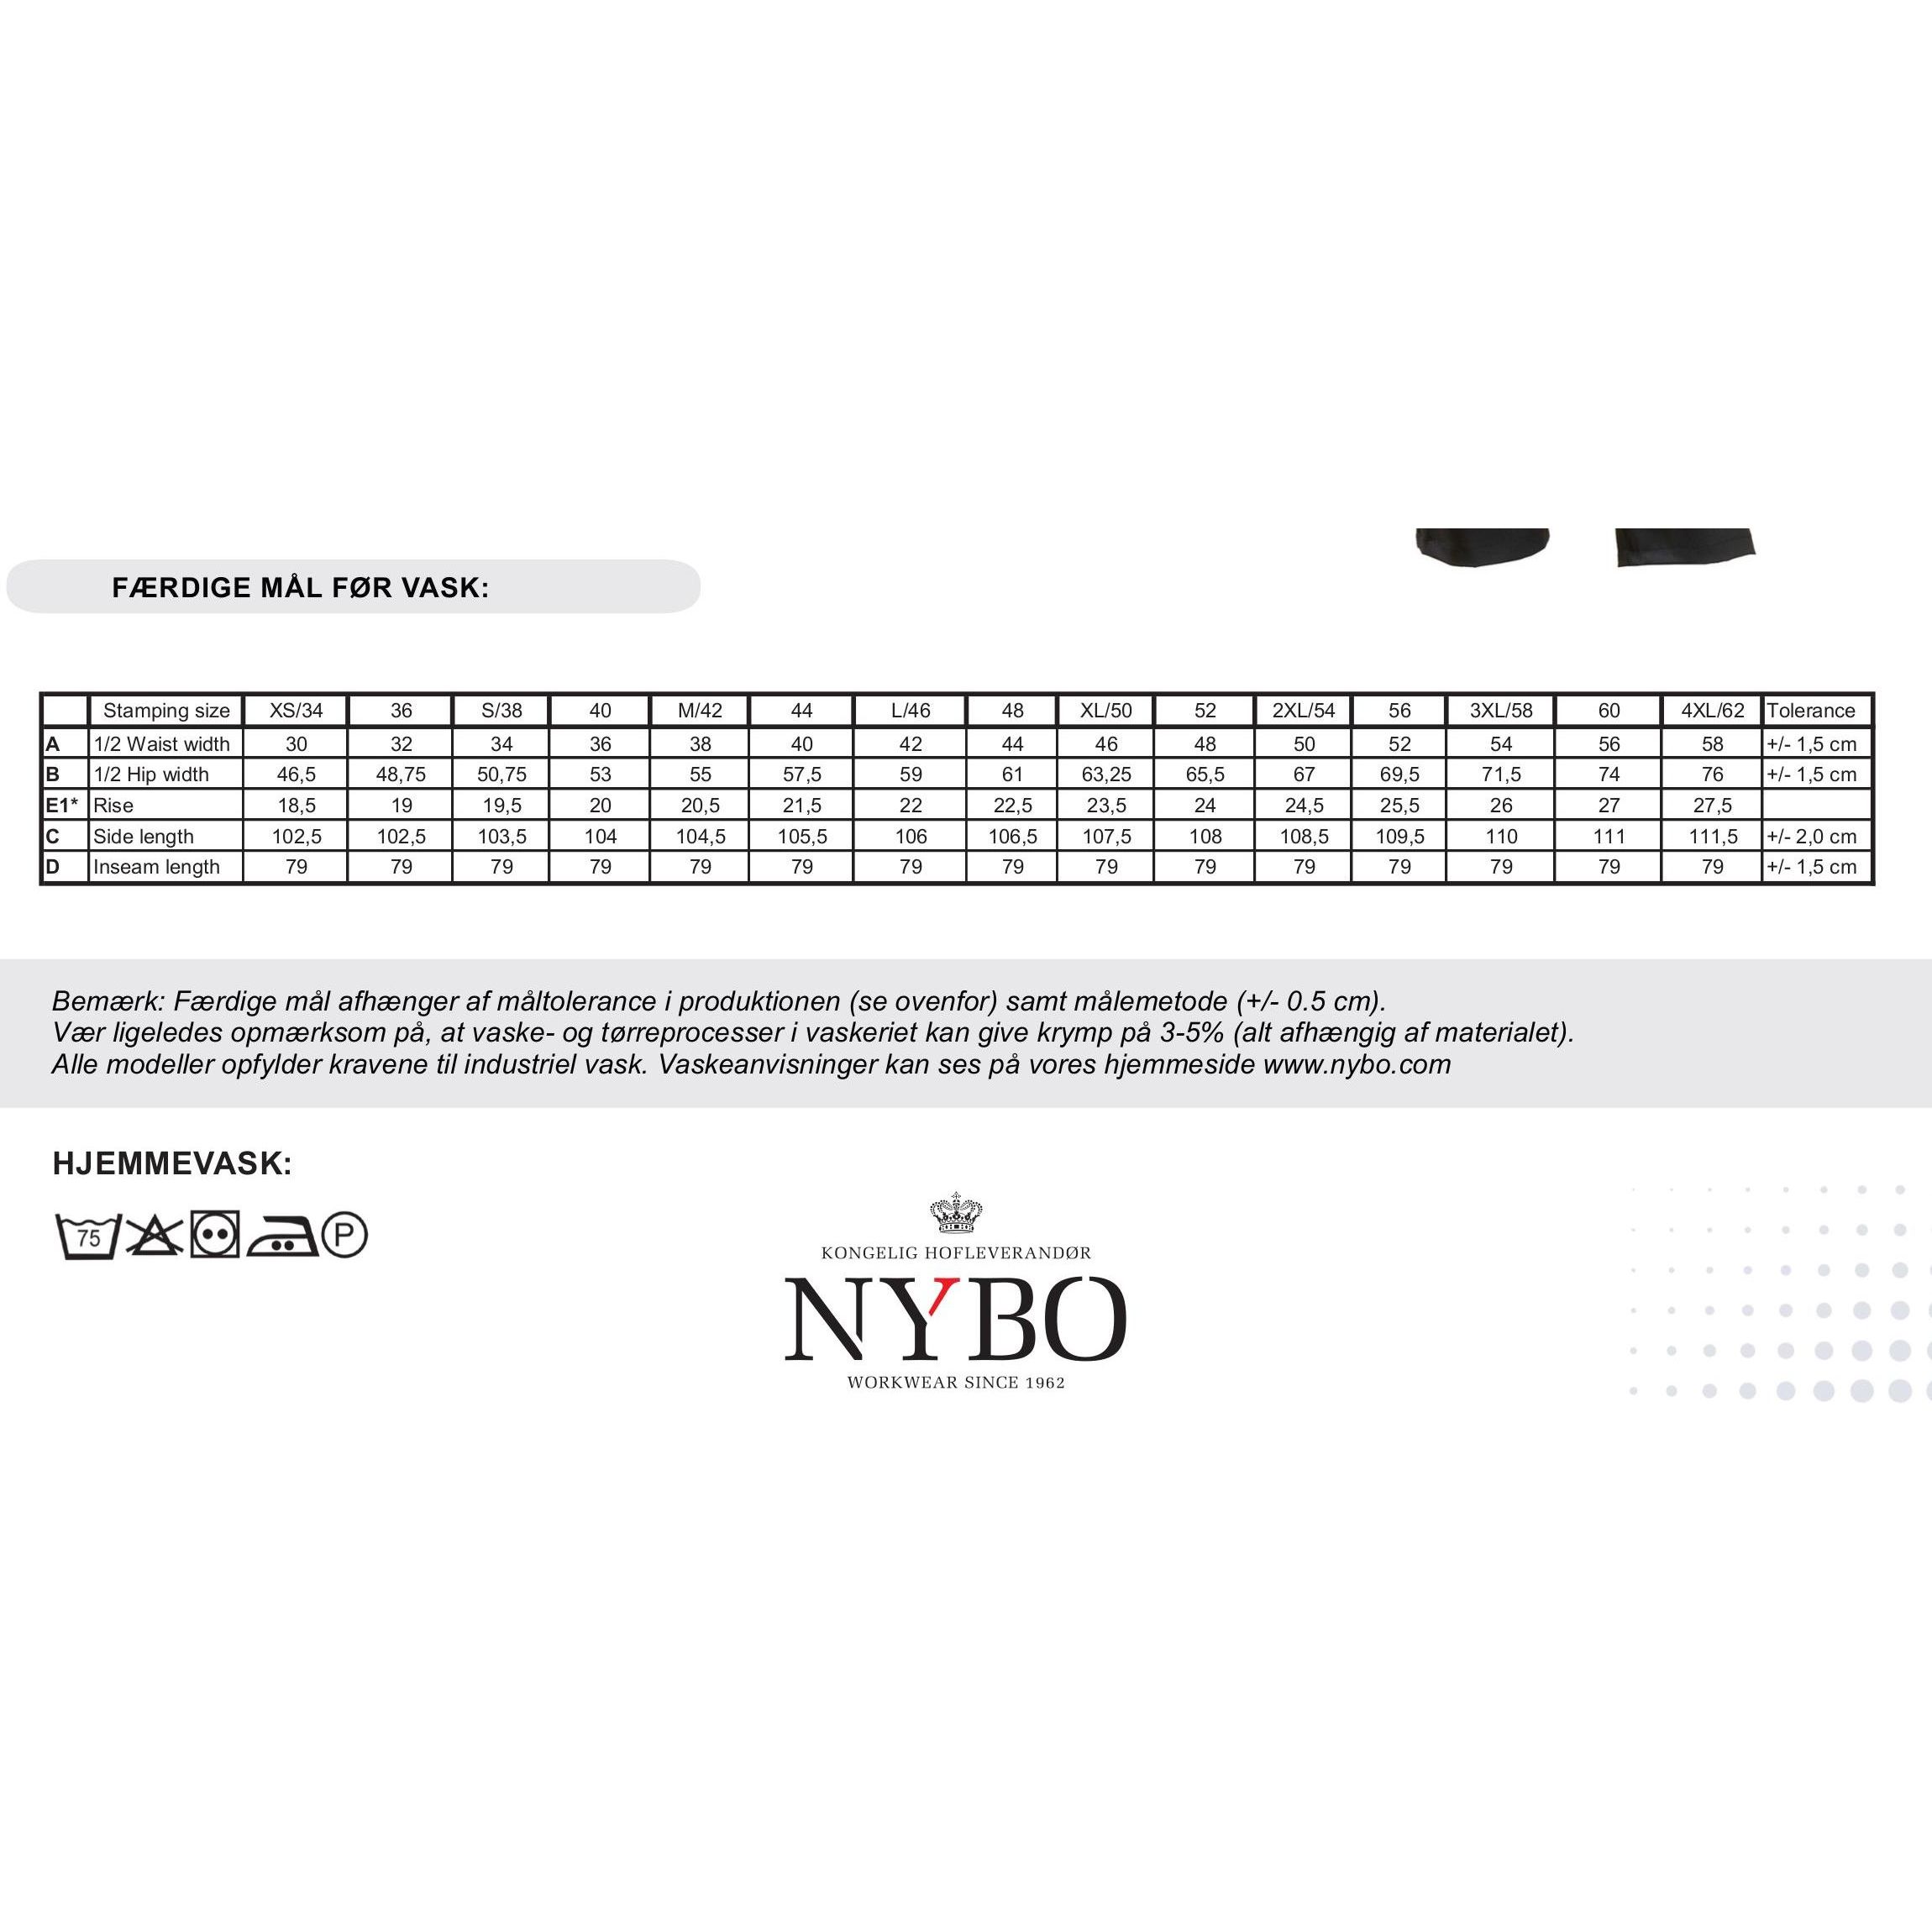 FÆRDIGE MÅL FØR VASK:
Stamping size XS/34 36 S/38 40 M/42 44 L/46 48 XL/50 52 2XL/54 56 3XL/58 60 4XL/62 Tolerance
A 1/2 Waist width 30 32 34 36 38 40 42 44 46 48 50 52 54 56 58 +/- 1,5 cm
B 1/2 Hip width 46,5 48,75 50,75 53 55 57,5 59 61 63,25 65,5 67 69,5 71,5 74 76 +/- 1,5 cm
E1* Rise 18,5 19 19,5 20 20,5 21,5 22 22,5 23,5 24 24,5 25,5 26 27 27,5
C Side length 102,5 102,5 103,5 104 104,5 105,5 106 106,5 107,5 108 108,5 109,5 110 111 111,5 +/- 2,0 cm
D Inseam length 79 79 79 79 79 79 79 79 79 79 79 79 79 79 79 +/- 1,5 cm
Bemærk: Færdige mål afhænger af måltolerance i produktionen (se ovenfor) samt målemetode (+/- 0.5 cm).
Vær ligeledes opmærksom på, at vaske- og tørreprocesser i vaskeriet kan give krymp på 3-5% (alt afhængig af materialet).
Alle modeller opfylder kravene til industriel vask. Vaskeanvisninger kan ses på vores hjemmeside www.nybo.com
HJEMMEVASK:
75 P
KONGELIG HOFLEVERANDØR
NYBO
WORKWEAR SINCE 1962